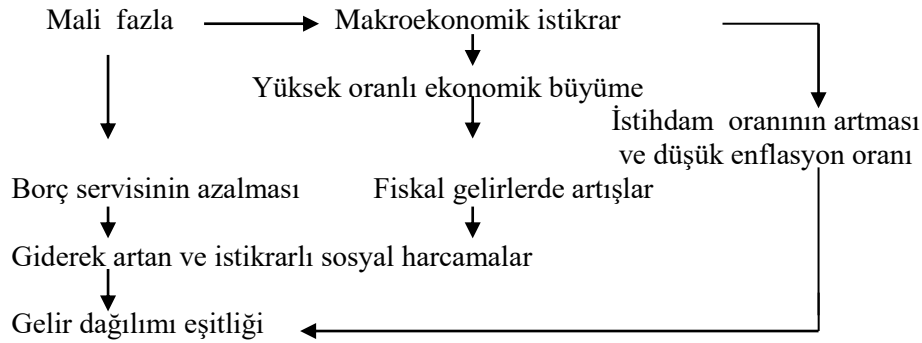 Mali fazla
Makroekonomik istikrar
Yüksek oranlı ekonomik büyüme
İstihdam oranının artması
ve düşük enflasyon oranı
Borç servisinin azalması
Fiskal gelirlerde artışlar
Giderek artan ve istikrarlı sosyal harcamalar
Gelir dağılımı eşitliği